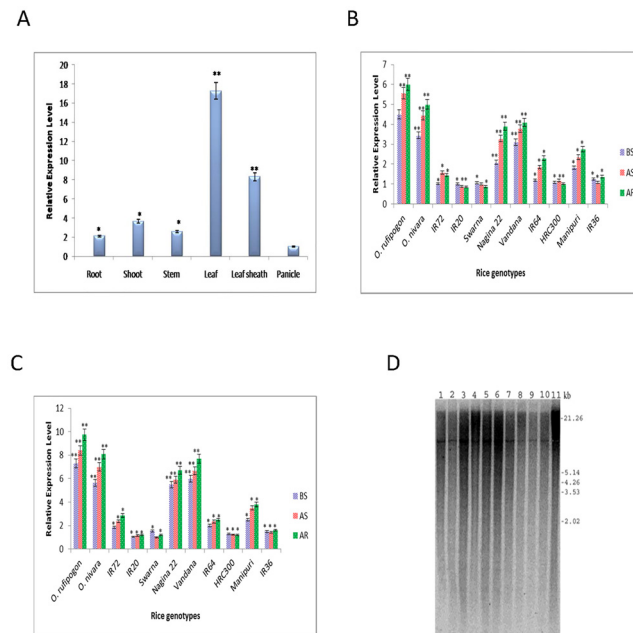 A
Relative Expression Level
20
18
16
14
12
10
8
6
4
2
0
*
*
*
**
**
Root Shoot Stem Leaf Leaf sheath Panicle
B
Relative Expression Level
7
6
5
4
3
2
1
0
BS
AS
AR
O. rufipogon
O. nivara
IR72
IR20
Swarna
Nagina 22
Vandana
IR64
HRC300
Manipuri
IR36
Rice genotypes
C
Relative Expression Level
12
10
8
6
4
2
0
BS
AS
AR
O. rufipogon
O. nivara
IR72
IR20
Swarna
Nagina 22
Vandana
IR64
HRC300
Manipuri
IR36
Rice genotypes
D
1 2 3 4 5 6 7 8 9 10 11 kb
-21.26
-5.14
-4.26
-3.53
-2.02